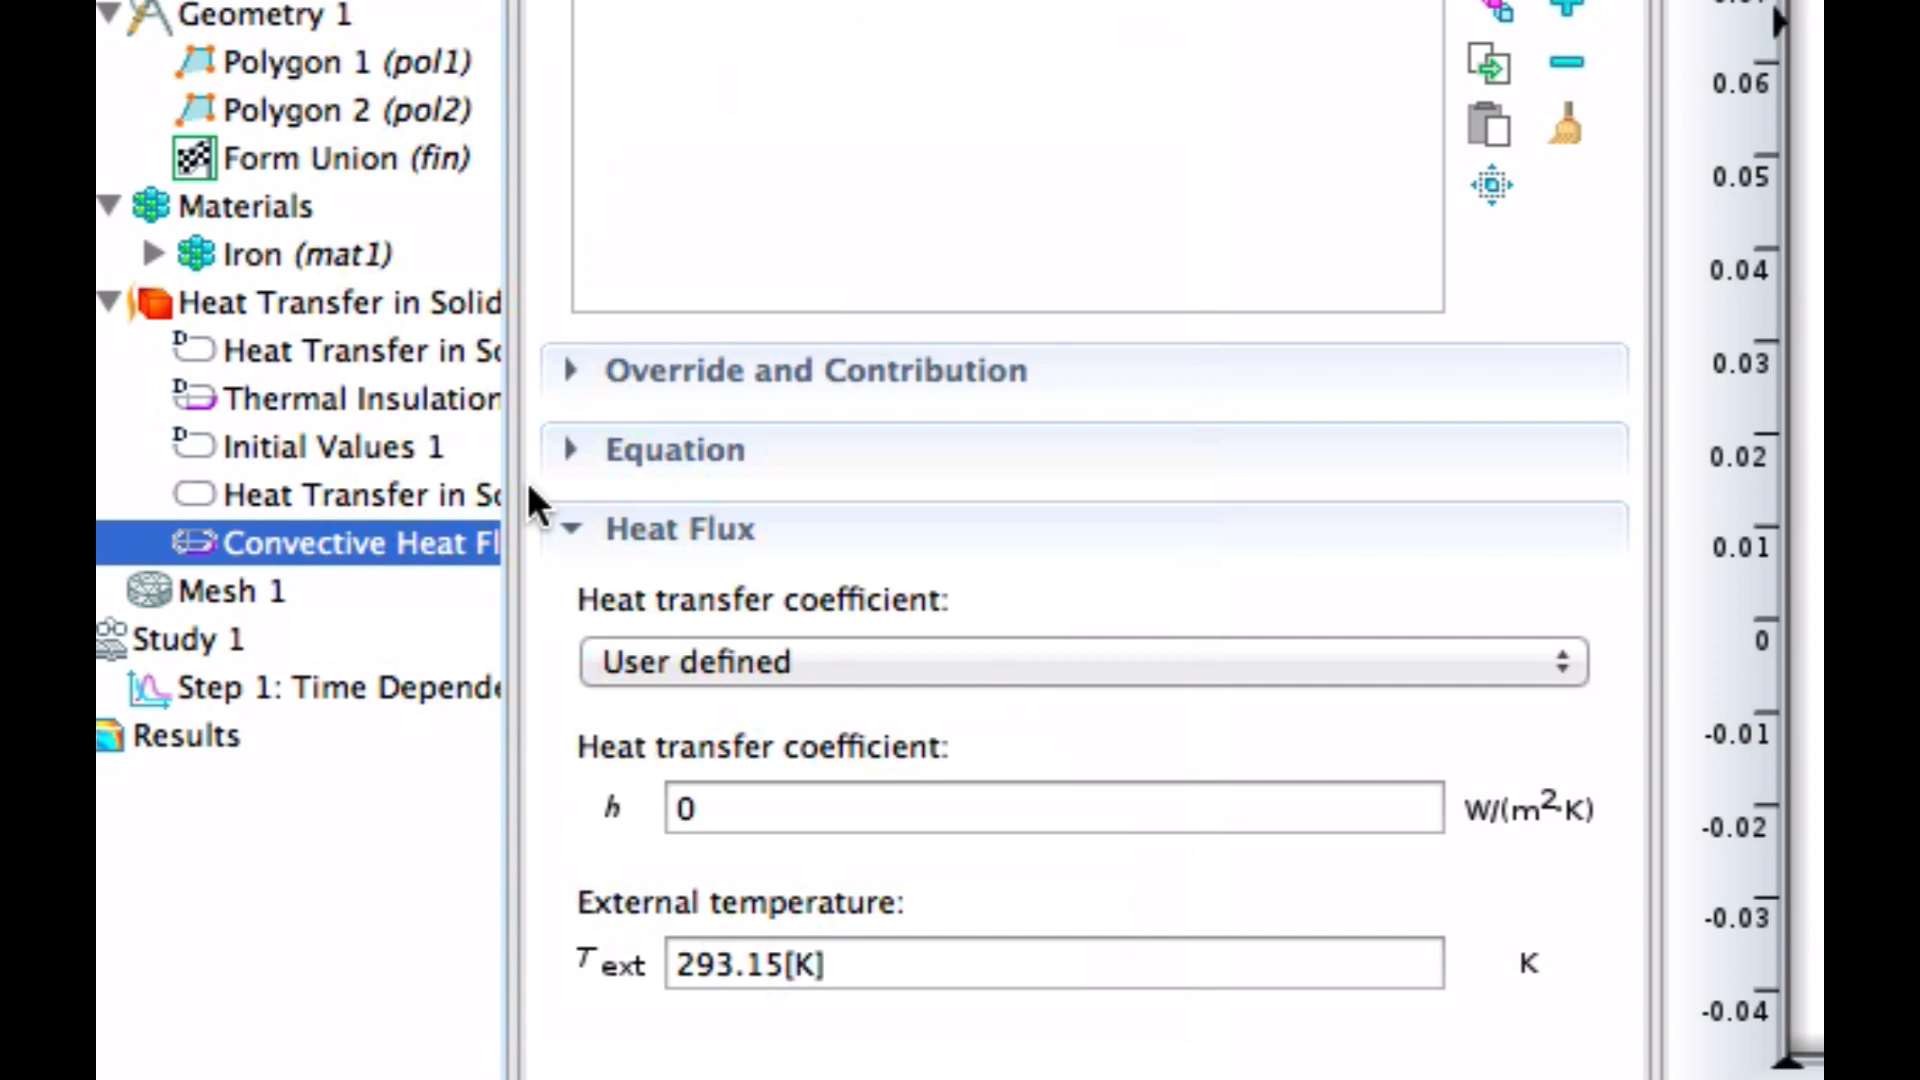 Geometry 1
Polygon 1 (pol1)
Polygon 2 (pol2)
Form Union (fin)
Materials
Iron (mat1)
Heat Transfer in Solid
D Heat Transfer in So
D Thermal Insulation
D Initial Values 1
Heat Transfer in So
Convective Heat Fl
Mesh 1
Study 1
Step 1: Time Depende
Results
Override and Contribution
Equation
Heat Flux
Heat transfer coefficient:
User defined
Heat transfer coefficient:
h 0 W/(m²·K)
External temperature:
T ext 293.15[K] K
0.06
0.05
0.04
0.03
0.02
0.01
0
-0.01
-0.02
-0.03
-0.04